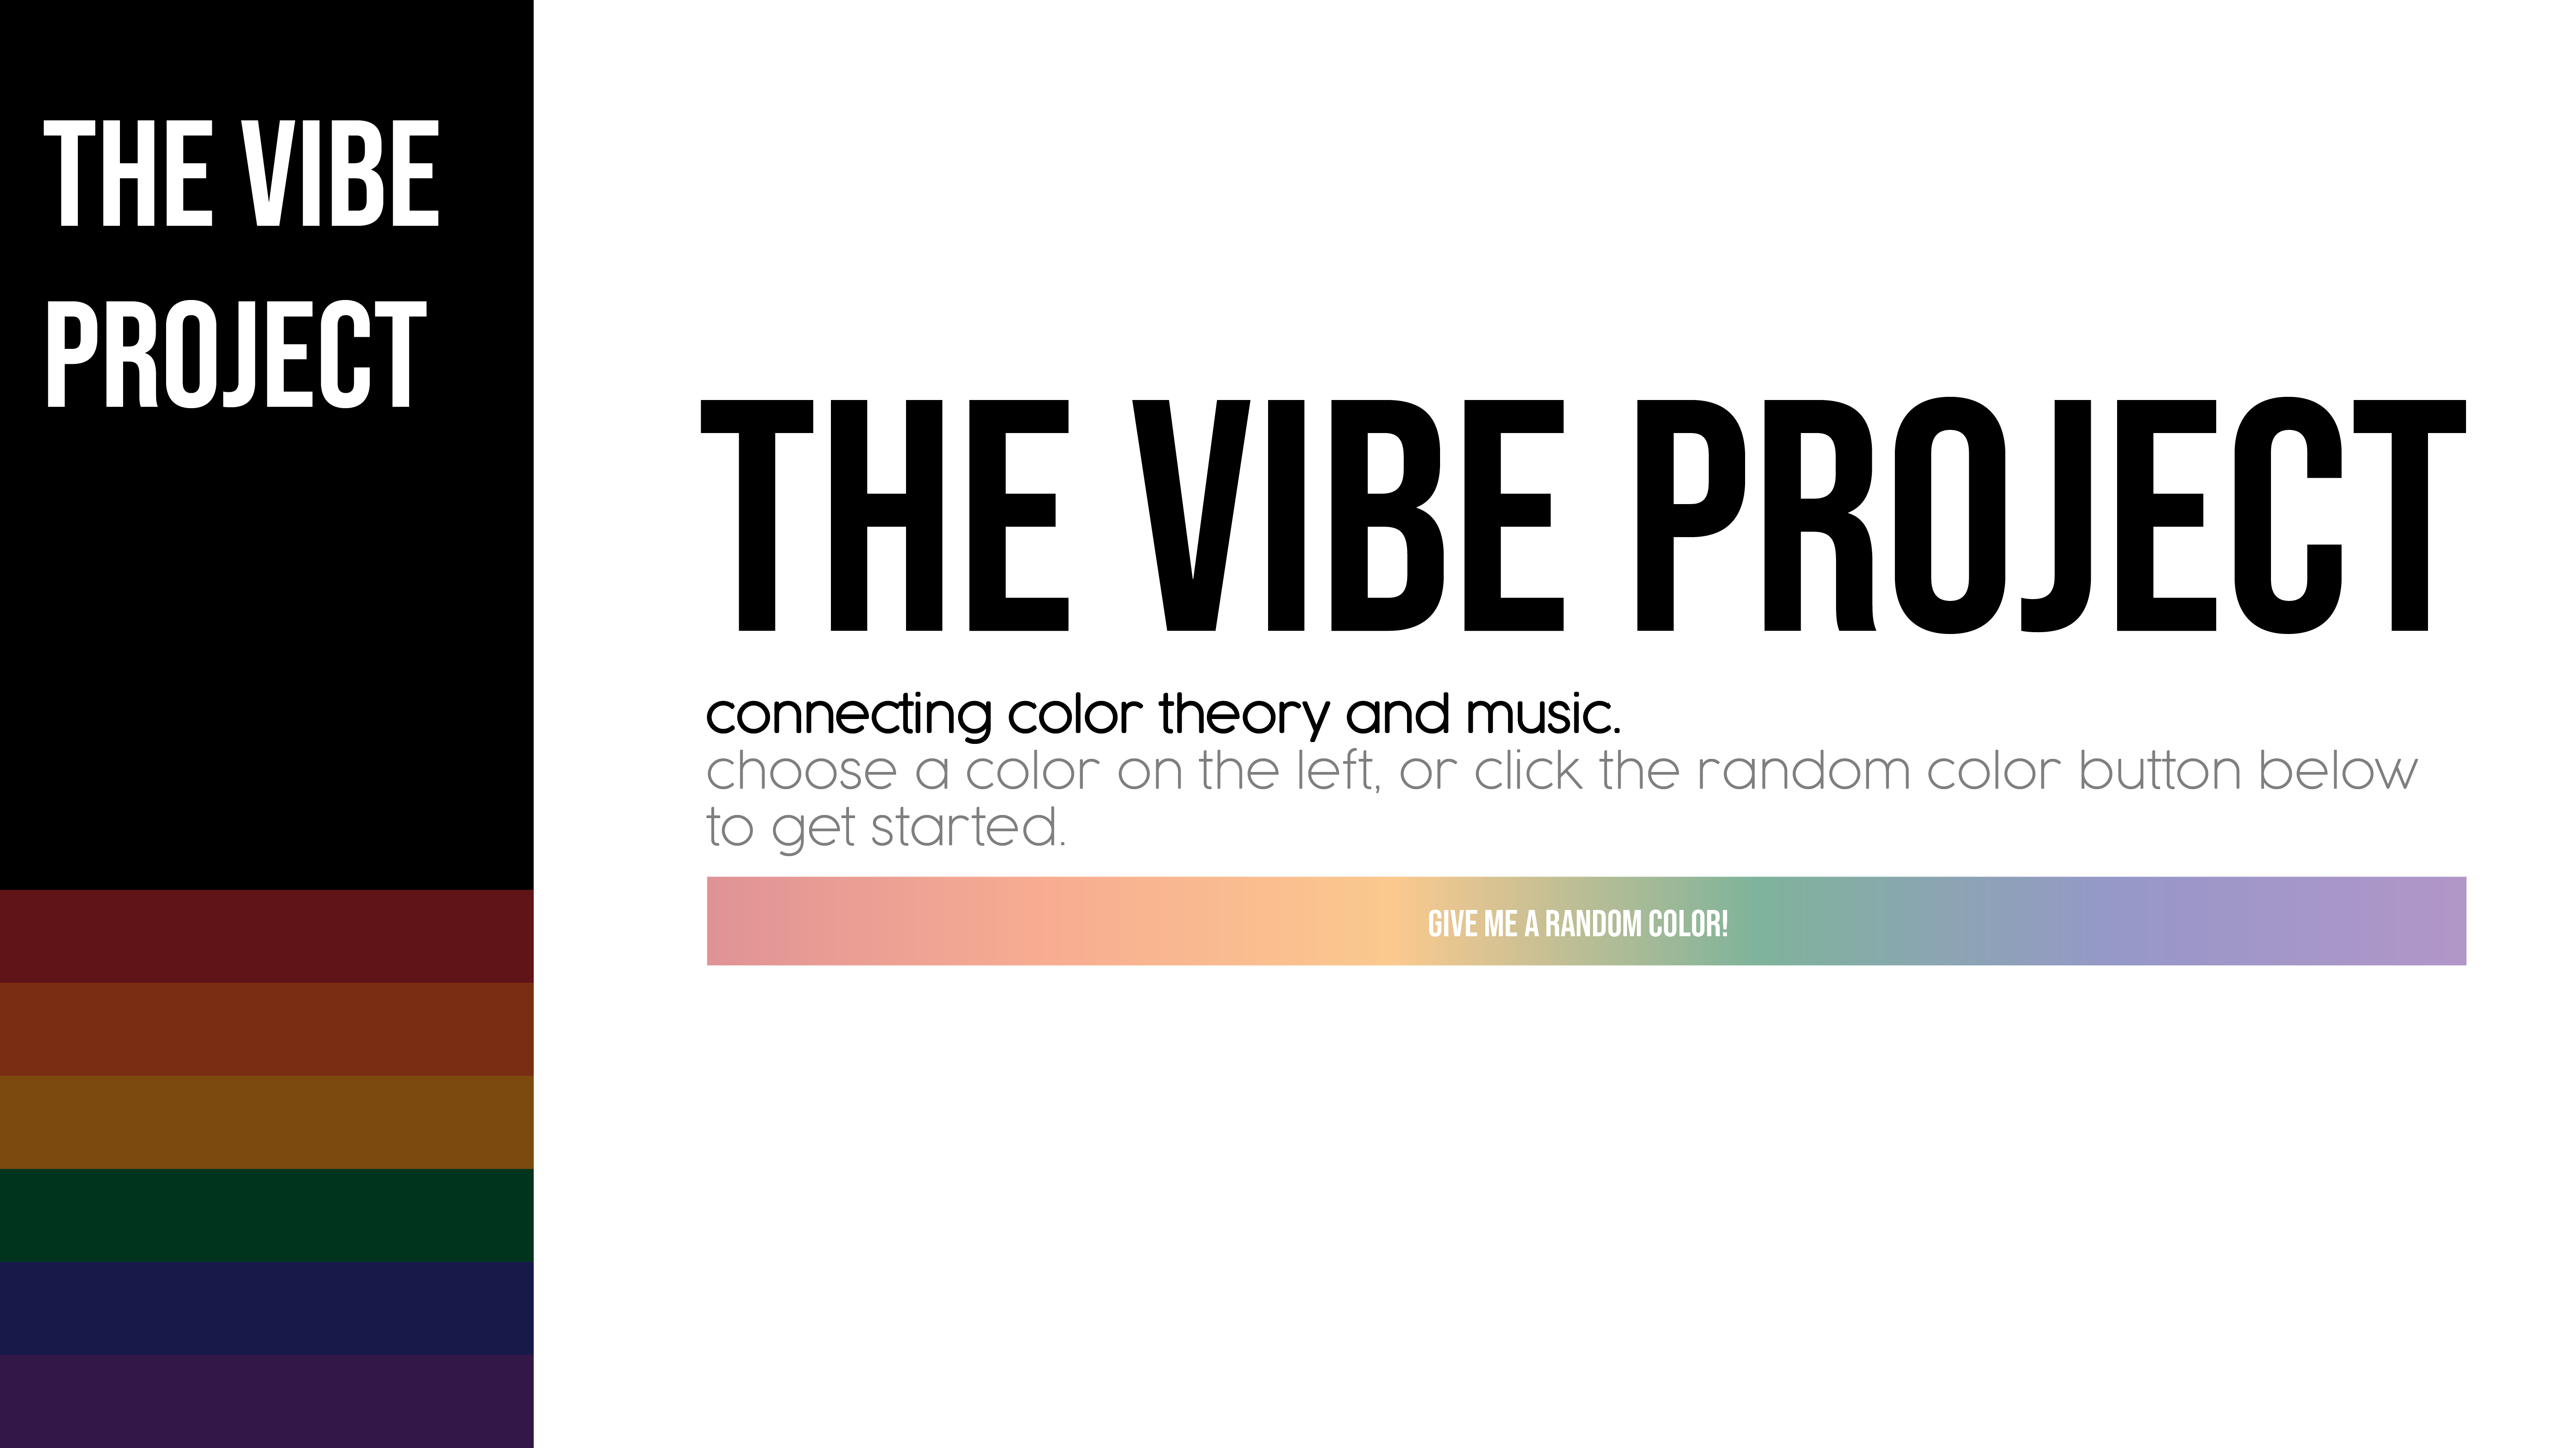 THE VIBE
PROJECT
THE VIBE PROJECT
connecting color theory and music.
choose a color on the left, or click the random color button below
to get started.
GIVE ME A RANDOM COLOR!